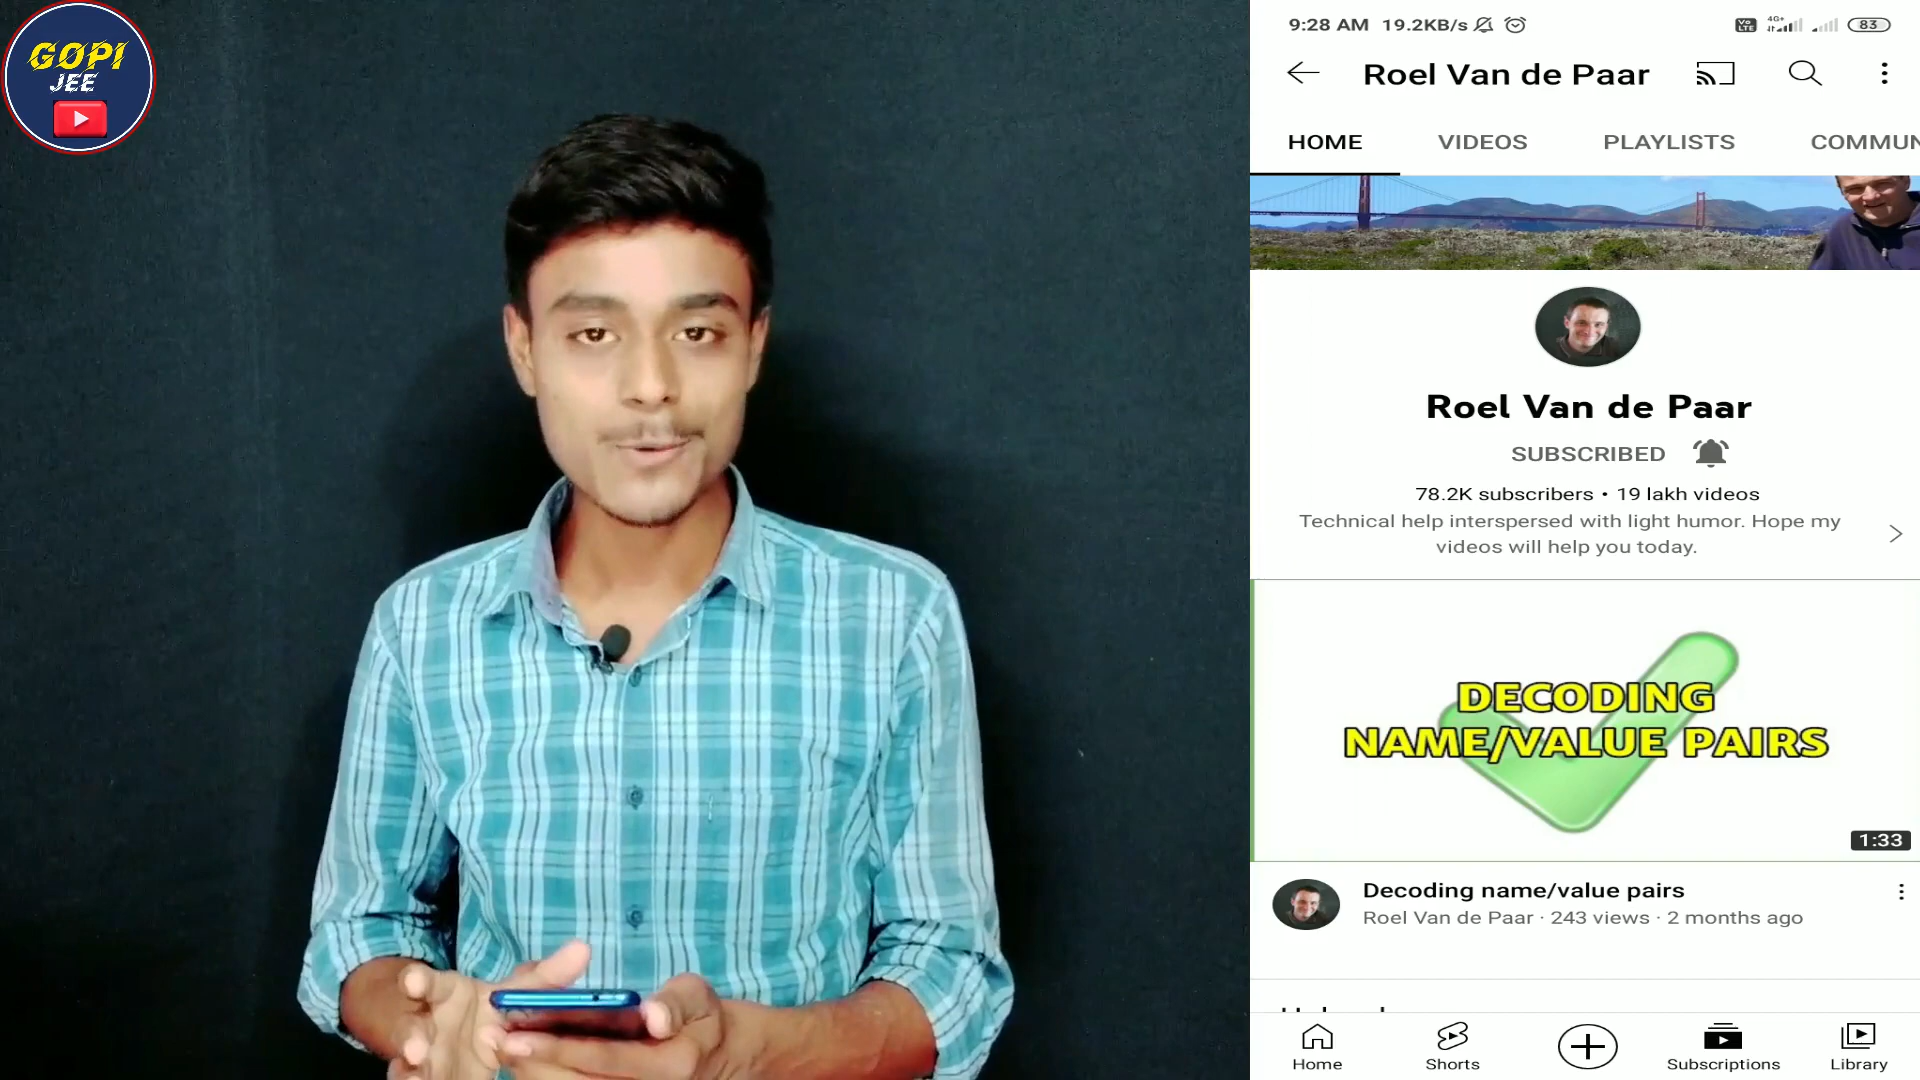 GOPI
JEE
9:28 AM 19.2KB/s
Vo
LTE
4G+
83
Roel Van de Paar
HOME VIDEOS PLAYLISTS COMMUN
Roel Van de Paar
SUBSCRIBED
78.2K subscribers • 19 lakh videos
Technical help interspersed with light humor. Hope my
videos will help you today.
DECODING
NAME/VALUE PAIRS
1:33
Decoding name/value pairs
Roel Van de Paar · 243 views · 2 months ago
Home Shorts Subscriptions Library